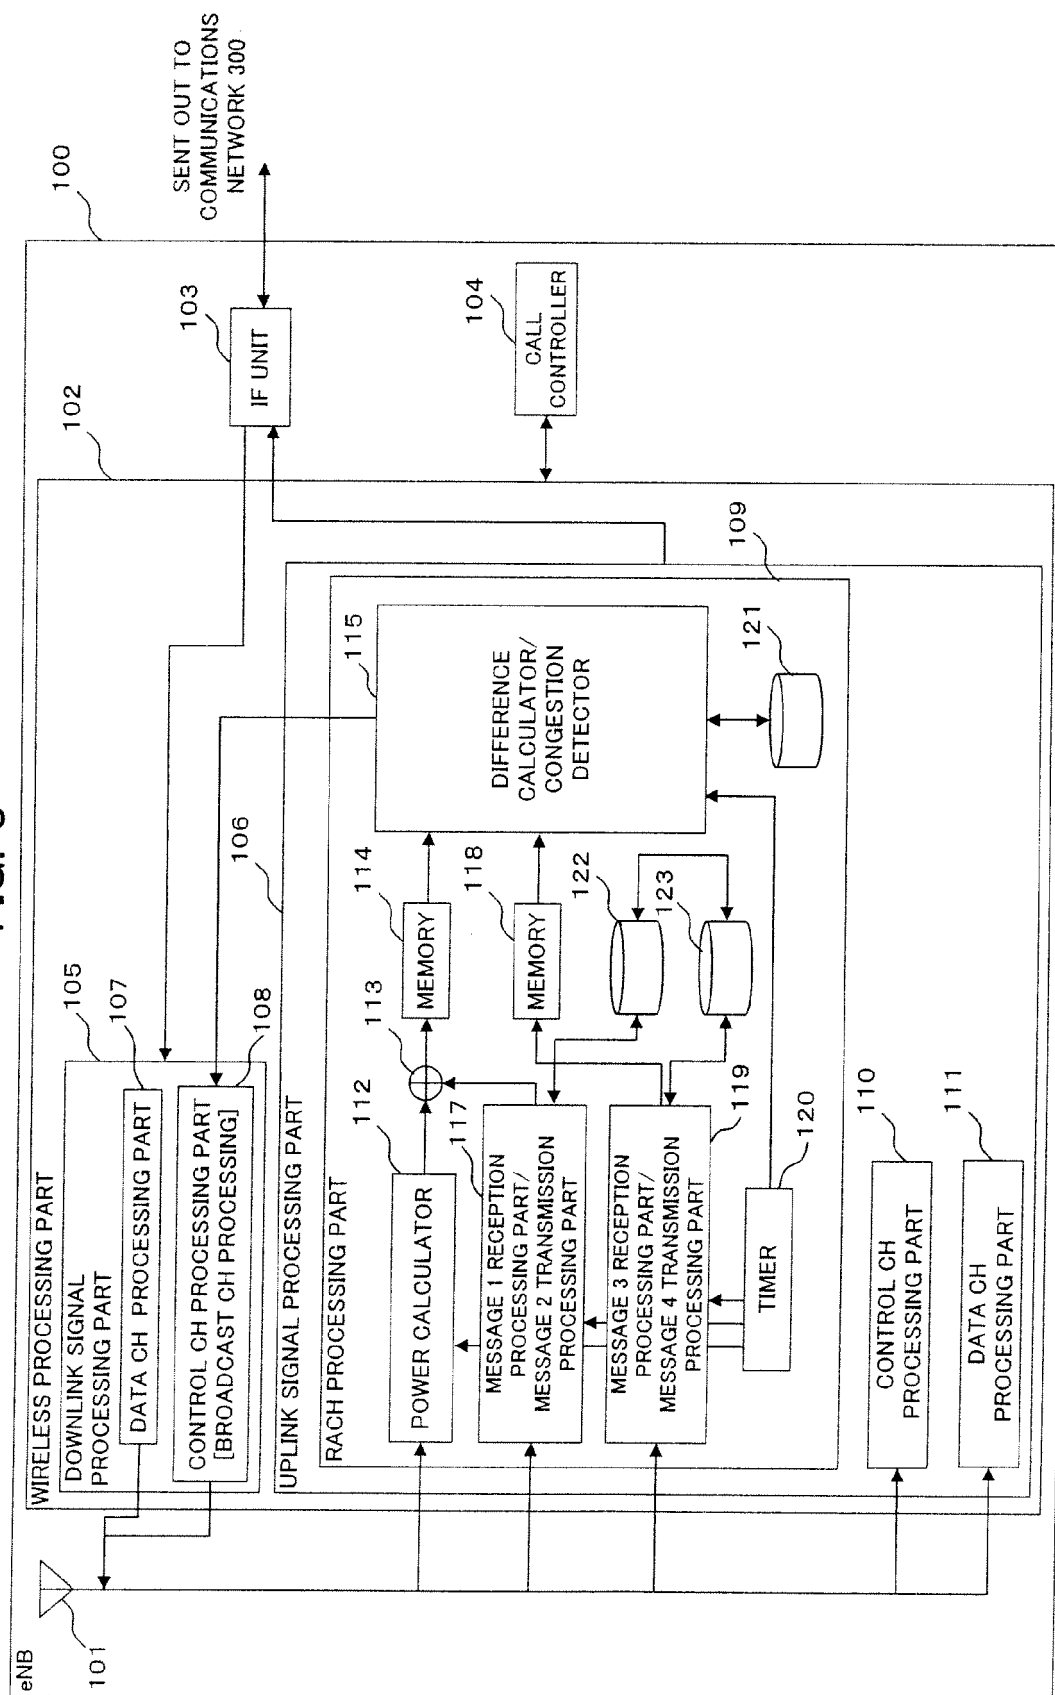 eNB
101
WIRELESS PROCESSING PART
DOWNLINK SIGNAL
PROCESSING PART
105
DATA CH PROCESSING PART
107
CONTROL CH PROCESSING PART
[BROADCAST CH PROCESSING]
108
102
103
IF UNIT
100
SENT OUT TO
COMMUNICATIONS
NETWORK 300
104
CALL
CONTROLLER
UPLINK SIGNAL PROCESSING PART
106
RACH PROCESSING PART
109
POWER CALCULATOR
112
113
MEMORY
114
DIFFERENCE
CALCULATOR/
CONGESTION
DETECTOR
115
MESSAGE 1 RECEPTION
PROCESSING PART/
MESSAGE 2 TRANSMISSION
PROCESSING PART
117
MEMORY
118
MESSAGE 3 RECEPTION
PROCESSING PART/
MESSAGE 4 TRANSMISSION
PROCESSING PART
119
122
123
121
TIMER
120
CONTROL CH
PROCESSING PART
110
DATA CH
PROCESSING PART
111